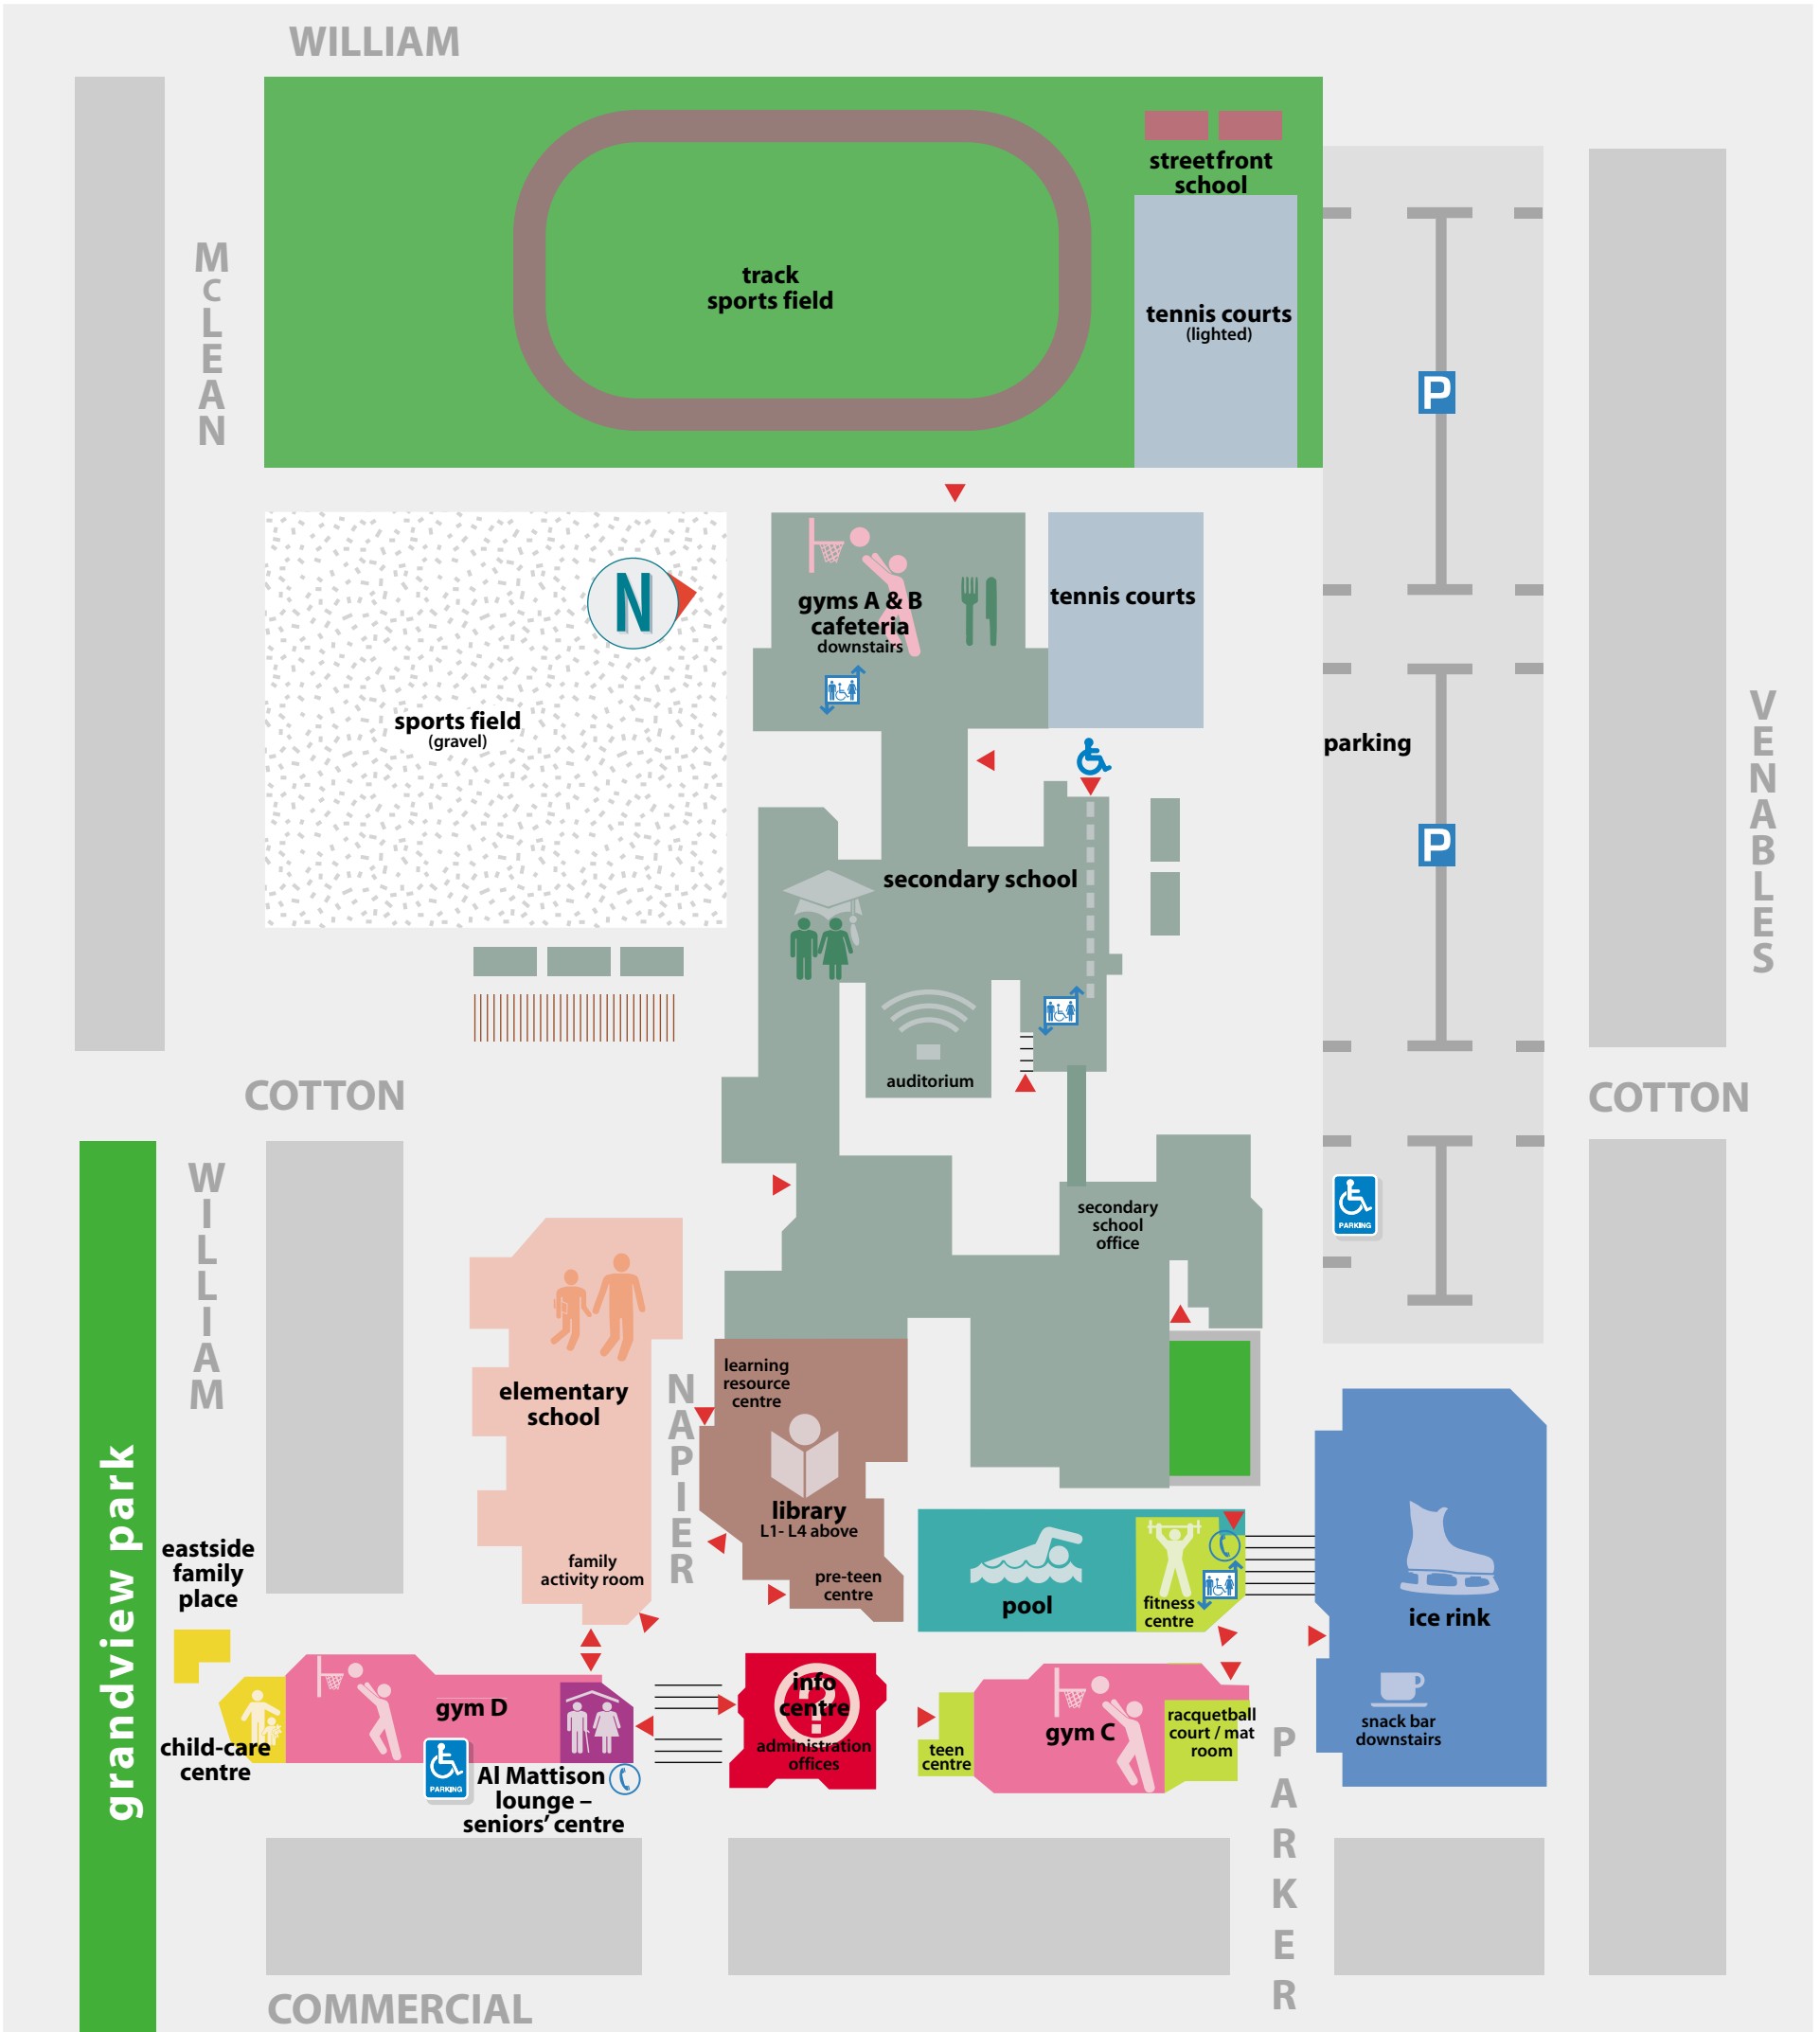 WILLIAM
streetfront
school
McLEAN
track
sports field
tennis courts
(lighted)
P
N
gyms A & B
cafeteria
downstairs
tennis courts
sports field
(gravel)
parking
VENABLES
P
secondary school
auditorium
COTTON
COTTON
WILLIAM
secondary
school
office
PARKING
learning
resource
centre
elementary
school
NAPIER
library
L1- L4 above
grandview park
eastside
family
place
family
activity room
pre-teen
centre
pool
fitness
centre
ice rink
gym D
info
centre
?
administration
offices
gym C
racquetball
court / mat
room
teen
centre
snack bar
downstairs
child-care
centre
PARKING
Al Mattison
lounge –
seniors’ centre
PARKER
COMMERCIAL